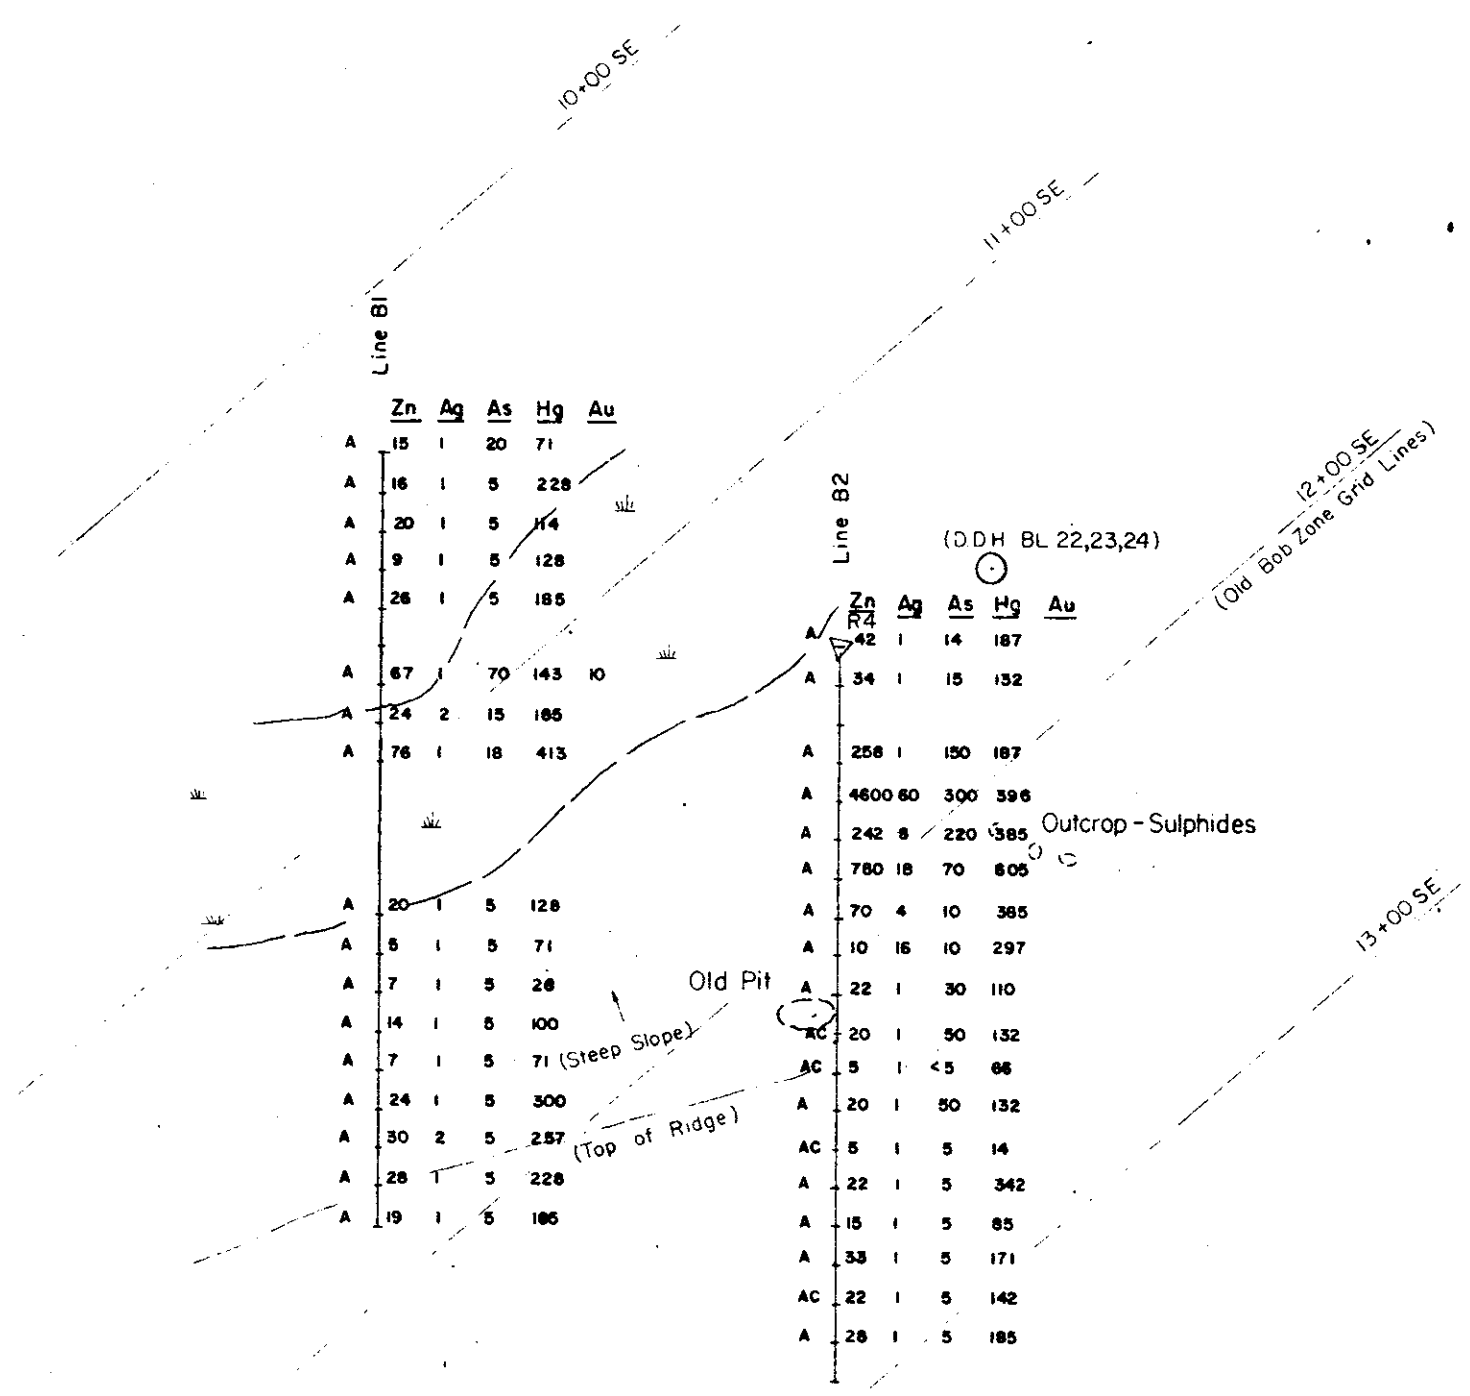 10+00 SE
11+00 SE
12+00 SE
(Old Bob Zone Grid Lines)
13+00 SE
Line B1
Zn Ag As Hg Au
A 15 1 20 71
A 16 1 5 228
A 20 1 5 114
A 9 1 5 128
A 26 1 5 185
A 67 1 70 143 10
A 24 2 15 185
A 76 1 18 413
A 20 1 5 128
A 5 1 5 71
A 7 1 5 28
A 14 1 5 100
A 7 1 5 71
A 24 1 5 300
A 30 2 5 257
A 28 1 5 228
A 19 1 5 185
(Steep Slope)
(Top of Ridge)
Line B2
(DDH BL 22,23,24)
Zn Ag As Hg Au
R4
A 42 1 14 187
A 34 1 15 132
A 258 1 150 187
A 4600 60 300 396
A 242 8 220 385
A 780 18 70 605
A 70 4 10 385
A 10 16 10 297
A 22 1 30 110
AC 20 1 50 132
AC 5 1 <5 66
A 20 1 50 132
AC 5 1 5 14
A 22 1 5 342
A 15 1 5 85
A 33 1 5 171
AC 22 1 5 142
A 28 1 5 185
Outcrop - Sulphides
Old Pit